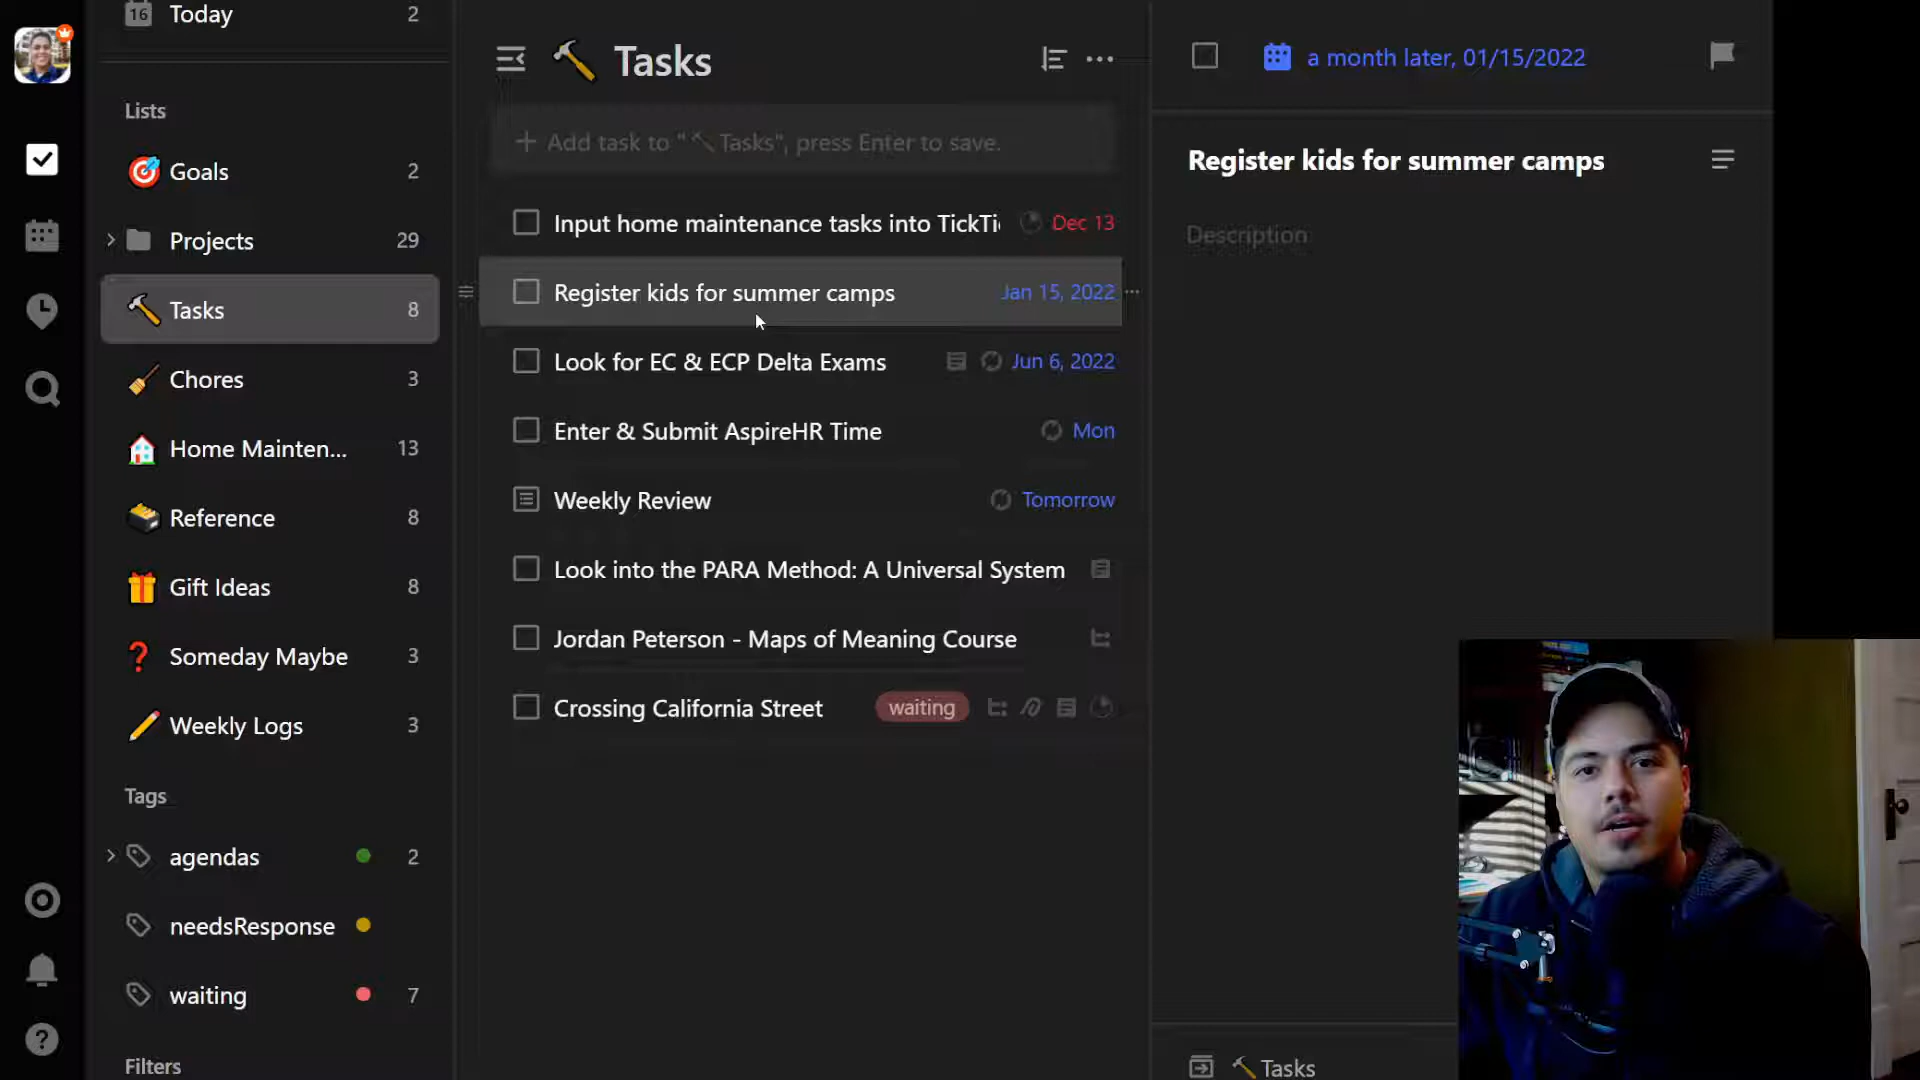 16 Today 2
Lists
Goals 2
Projects 29
Tasks 8
Chores 3
Home Mainten... 13
Reference 8
Gift Ideas 8
Someday Maybe 3
Weekly Logs 3
Tags
agendas 2
needsResponse
waiting 7
Filters
Tasks
+ Add task to "🔨Tasks", press Enter to save.
Input home maintenance tasks into TickTi Dec 13
Register kids for summer camps Jan 15, 2022
Look for EC & ECP Delta Exams Jun 6, 2022
Enter & Submit AspireHR Time Mon
Weekly Review Tomorrow
Look into the PARA Method: A Universal System
Jordan Peterson - Maps of Meaning Course
Crossing California Street waiting
a month later, 01/15/2022
Register kids for summer camps
Description
Tasks